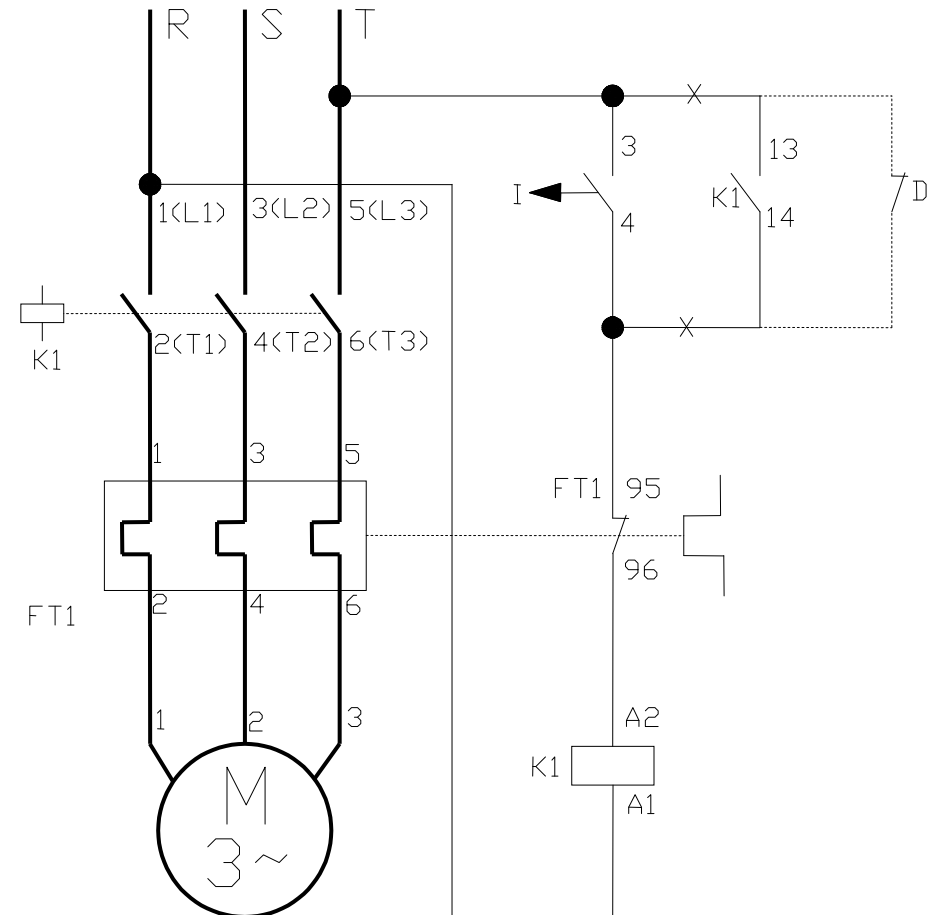 R S T
3 13
I K1 D
1(L1) 3(L2) 5(L3) 4 14
2(T1) 4(T2) 6(T3)
K1
1 3 5
FT1 95
96
2 4 6
FT1
1 2 3 A2
K1
M
A1
3~